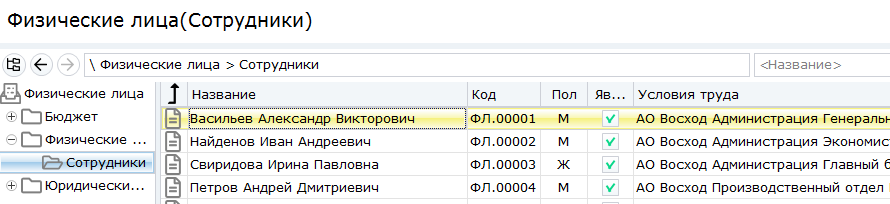 Физические лица(Сотрудники)
\ Физические лица > Сотрудники
<Название>
Физические лица
Бюджет
Физические ...
Сотрудники
Юридически...
Название Код Пол Яв... Условия труда
Васильев Александр Викторович ФЛ.00001 М АО Восход Администрация Генераль
Найденов Иван Андреевич ФЛ.00002 М АО Восход Администрация Экономис
Свиридова Ирина Павловна ФЛ.00003 Ж АО Восход Администрация Главный б
Петров Андрей Дмитриевич ФЛ.00004 М АО Восход Производственный отдел